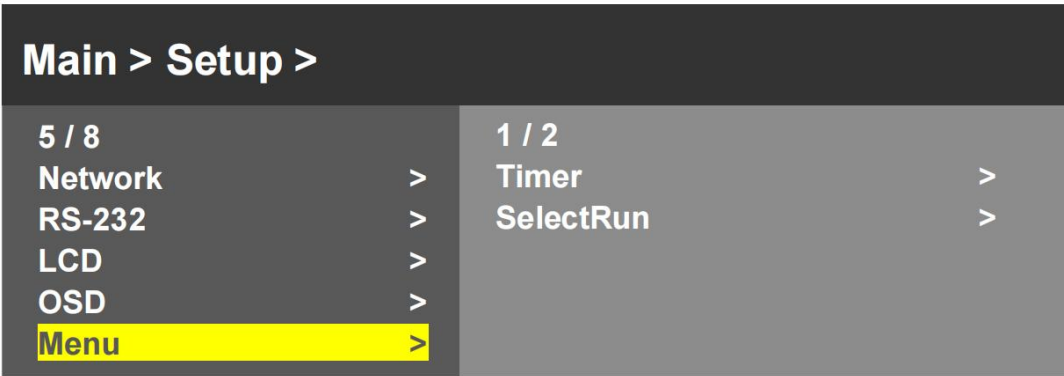 Main > Setup >
5 / 8
Network >
RS-232 >
LCD >
OSD >
Menu >
1 / 2
Timer >
SelectRun >